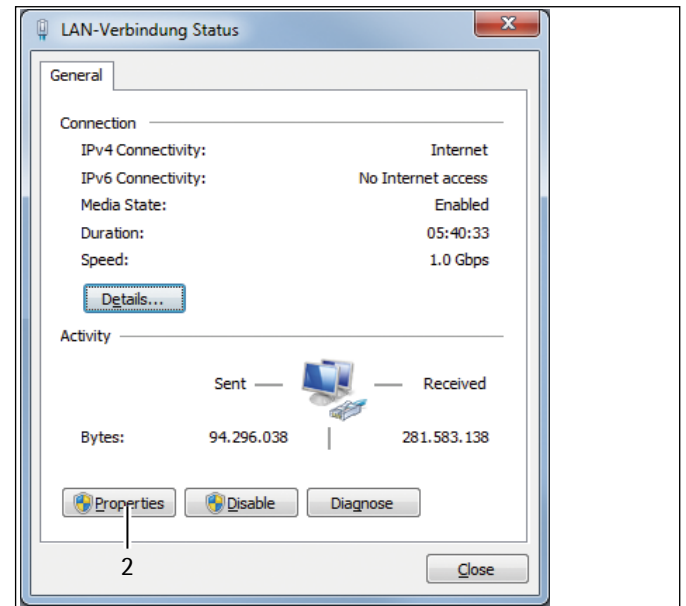 LAN-Verbindung Status
General
Connection
IPv4 Connectivity: Internet
IPv6 Connectivity: No Internet access
Media State: Enabled
Duration: 05:40:33
Speed: 1.0 Gbps
Details...
Activity
Sent Received
Bytes: 94.296.038 281.583.138
Properties Disable Diagnose
2
Close